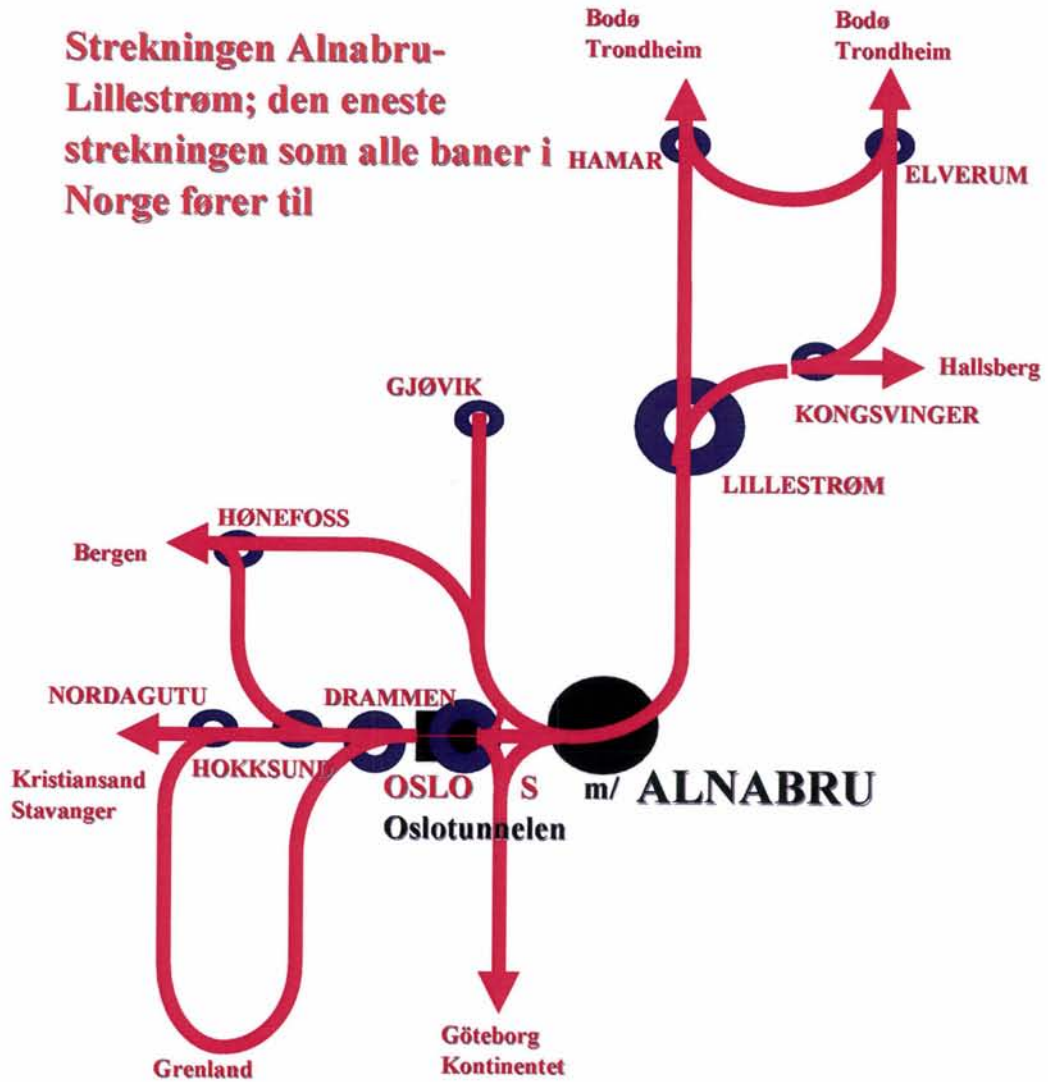 Strekningen Alnabru-
Lillestrøm; den eneste
strekningen som alle baner i
Norge fører til
Bodø
Trondheim
Bodø
Trondheim
HAMAR
ELVERUM
Hallsberg
KONGSVINGER
GJØVIK
LILLESTRØM
HØNEFOSS
Bergen
NORDAGUTU
DRAMMEN
HOKKSUND
Kristiansand
Stavanger
OSLO S m/ ALNABRU
Oslotunnelen
Grenland
Göteborg
Kontinentet